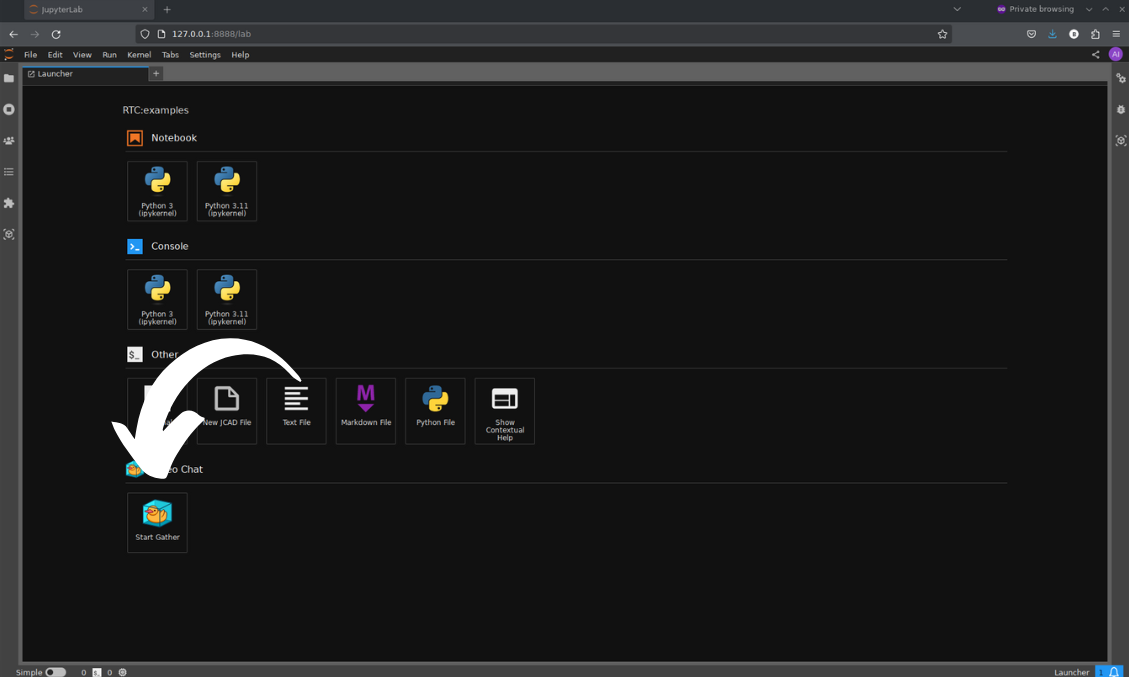 JupyterLab
Private browsing
127.0.0.1:8888/lab
File Edit View Run Kernel Tabs Settings Help
AI
Launcher
RTC:examples
Notebook
Python 3
(ipykernel)
Python 3.11
(ipykernel)
Console
Python 3
(ipykernel)
Python 3.11
(ipykernel)
$_ Other
New JCAD File
Text File
M
Markdown File
Python File
Show
Contextual
Help
Chat
Start Gather
Simple 0 0
Launcher 1